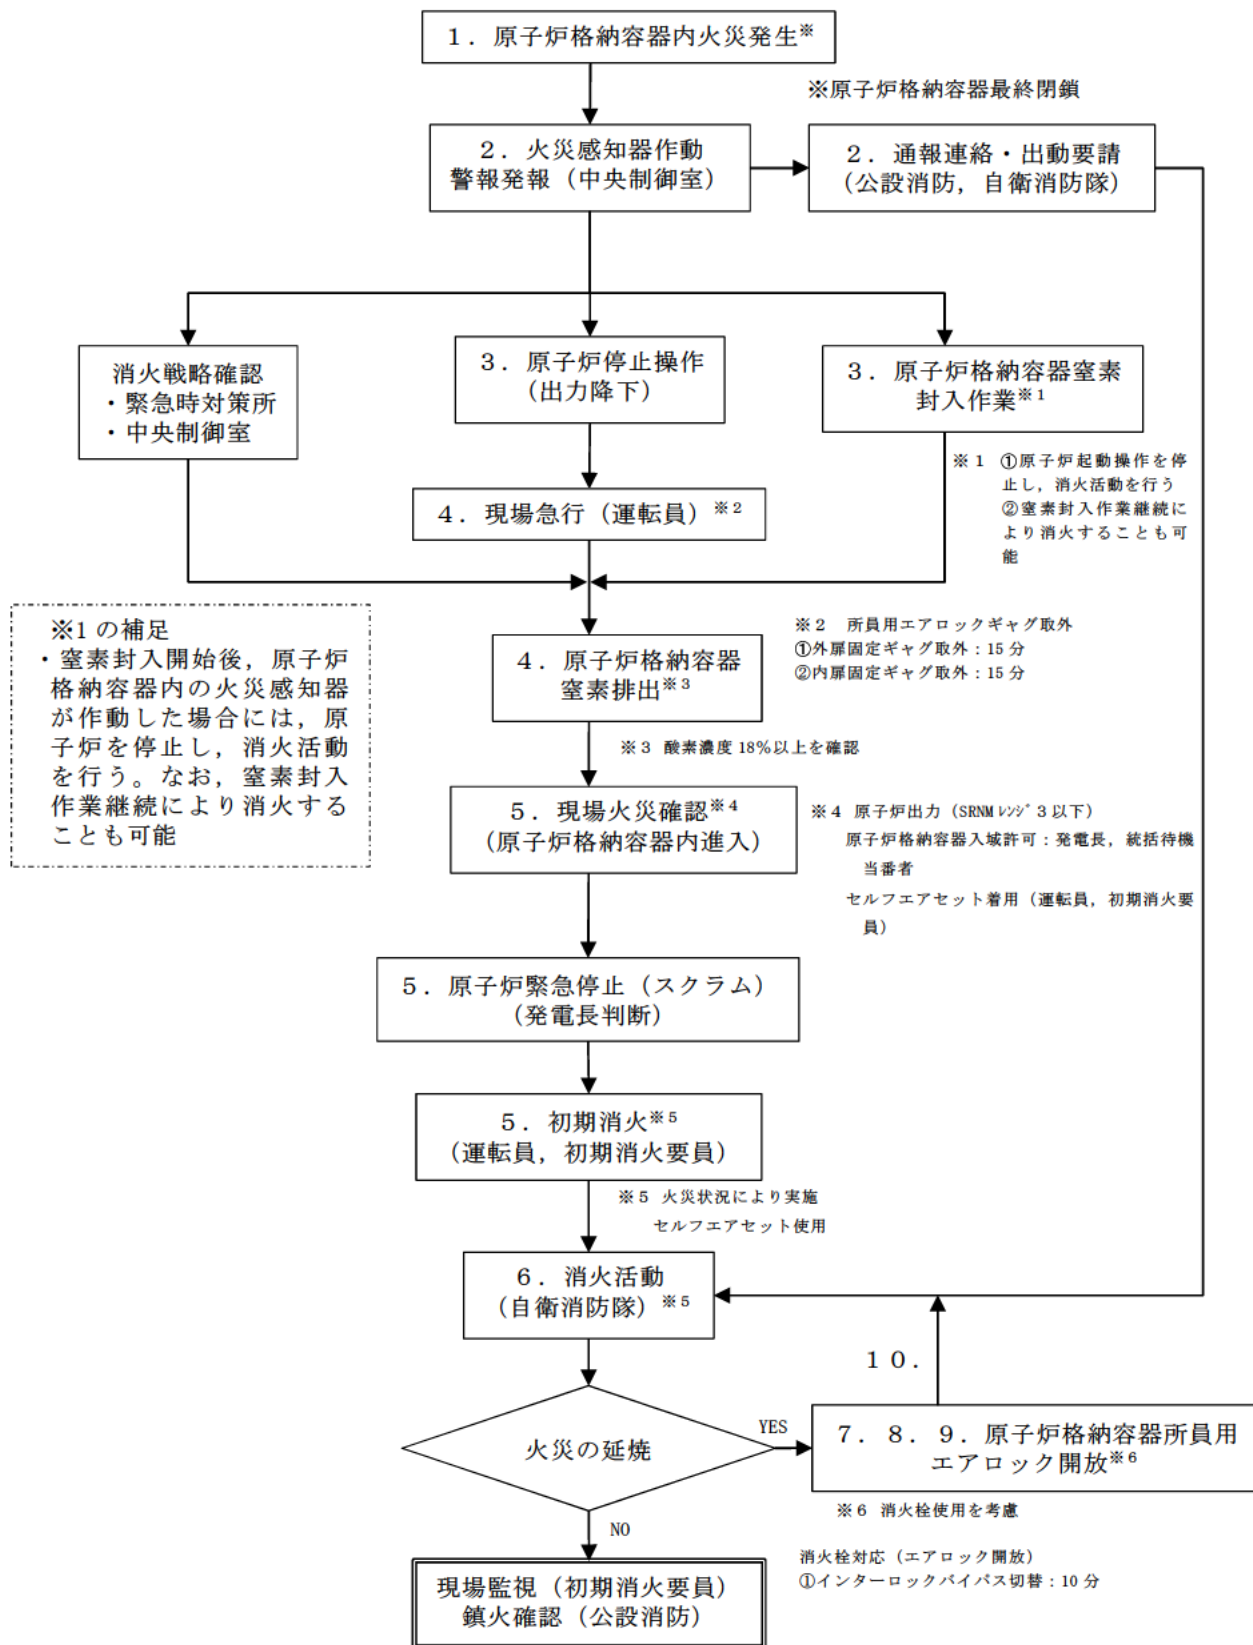 １．原子炉格納容器内火災発生※
※原子炉格納容器最終閉鎖
２．火災感知器作動
警報発報（中央制御室）
２．通報連絡・出動要請
（公設消防，自衛消防隊）
消火戦略確認
・緊急時対策所
・中央制御室
３．原子炉停止操作
（出力降下）
３．原子炉格納容器窒素
封入作業※1
※１ ①原子炉起動操作を停
止し，消火活動を行う
②窒素封入作業継続に
より消火することも可
能
４．現場急行（運転員）※2
※1 の補足
・窒素封入開始後，原子炉
格納容器内の火災感知器
が作動した場合には，原
子炉を停止し，消火活動
を行う。なお，窒素封入
作業継続により消火する
ことも可能
※２ 所員用エアロックギャグ取外
①外扉固定ギャグ取外：15 分
②内扉固定ギャグ取外：15 分
４．原子炉格納容器
窒素排出※3
※３ 酸素濃度 18％以上を確認
５．現場火災確認※4
（原子炉格納容器内進入）
※４ 原子炉出力（SRNM ﾚﾝｼﾞ 3 以下）
原子炉格納容器入域許可：発電長，統括待機
当番者
セルフエアセット着用（運転員，初期消火要
員）
５．原子炉緊急停止（スクラム）
（発電長判断）
５．初期消火※5
（運転員，初期消火要員）
※５ 火災状況により実施
セルフエアセット使用
６．消火活動
（自衛消防隊）※5
１０．
火災の延焼
YES
７．８．９．原子炉格納容器所員用
エアロック開放※6
※６ 消火栓使用を考慮
NO
消火栓対応（エアロック開放）
①インターロックバイパス切替：10 分
現場監視（初期消火要員）
鎮火確認（公設消防）